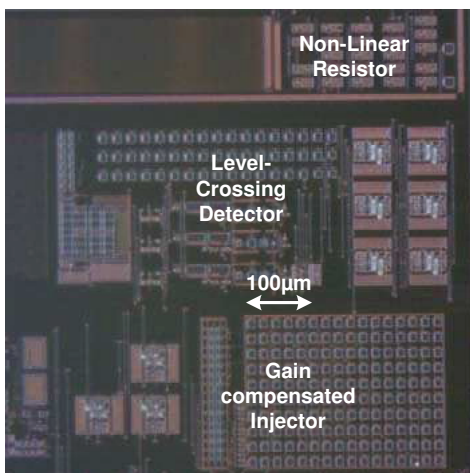 Non-Linear
Resistor
Level-
Crossing
Detector
100μm
Gain
compensated
Injector